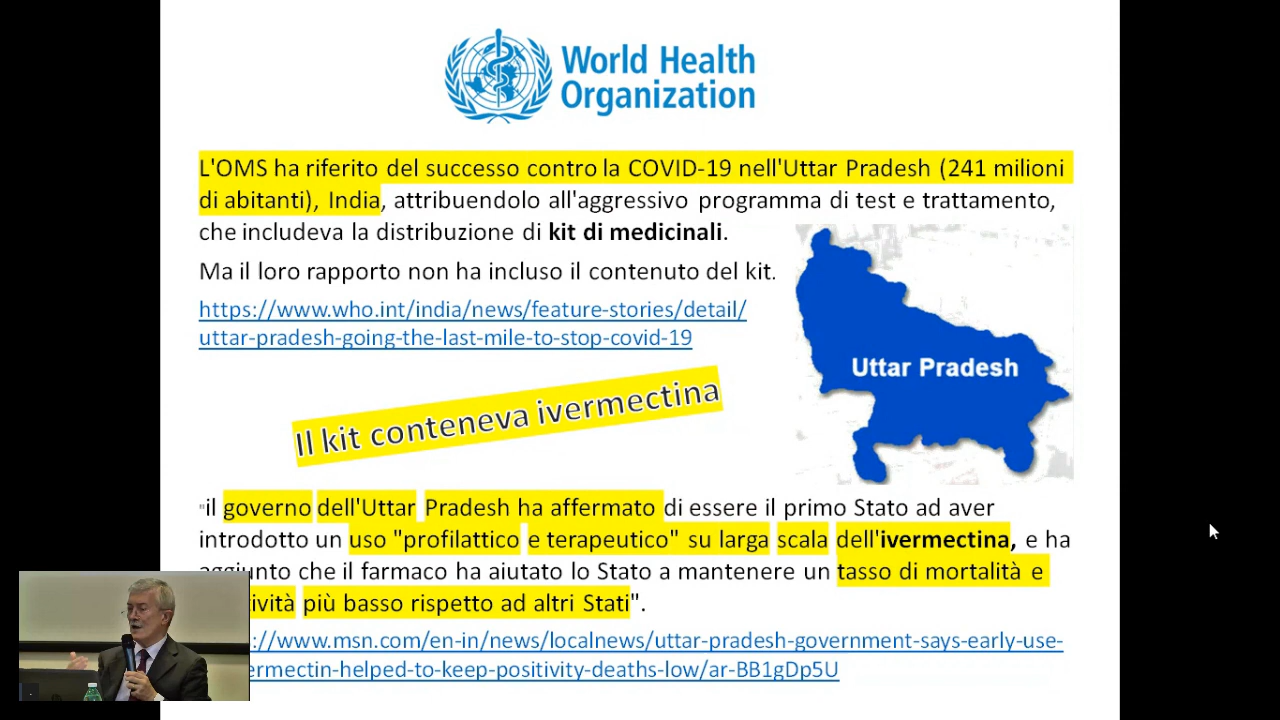 World Health
Organization
L'OMS ha riferito del successo contro la COVID-19 nell'Uttar Pradesh (241 milioni
di abitanti), India, attribuendolo all'aggressivo programma di test e trattamento,
che includeva la distribuzione di kit di medicinali.
Ma il loro rapporto non ha incluso il contenuto del kit.
https://www.who.int/india/news/feature-stories/detail/
uttar-pradesh-going-the-last-mile-to-stop-covid-19
Uttar Pradesh
Il kit conteneva ivermectina
"il governo dell'Uttar Pradesh ha affermato di essere il primo Stato ad aver
introdotto un uso "profilattico e terapeutico" su larga scala dell'ivermectina, e ha
aggiunto che il farmaco ha aiutato lo Stato a mantenere un tasso di mortalità e
tività più basso rispetto ad altri Stati".
://www.msn.com/en-in/news/localnews/uttar-pradesh-government-says-early-use-
ermectin-helped-to-keep-positivity-deaths-low/ar-BB1gDp5U